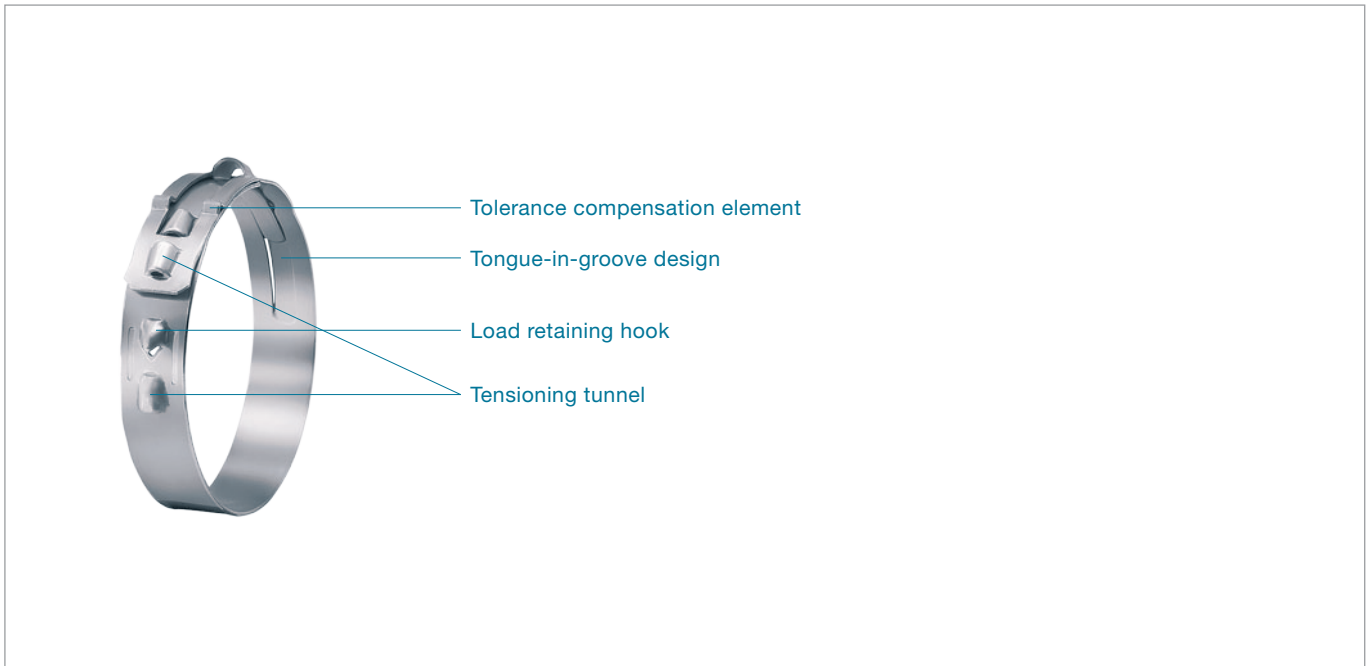 Tolerance compensation element
Tongue-in-groove design
Load retaining hook
Tensioning tunnel